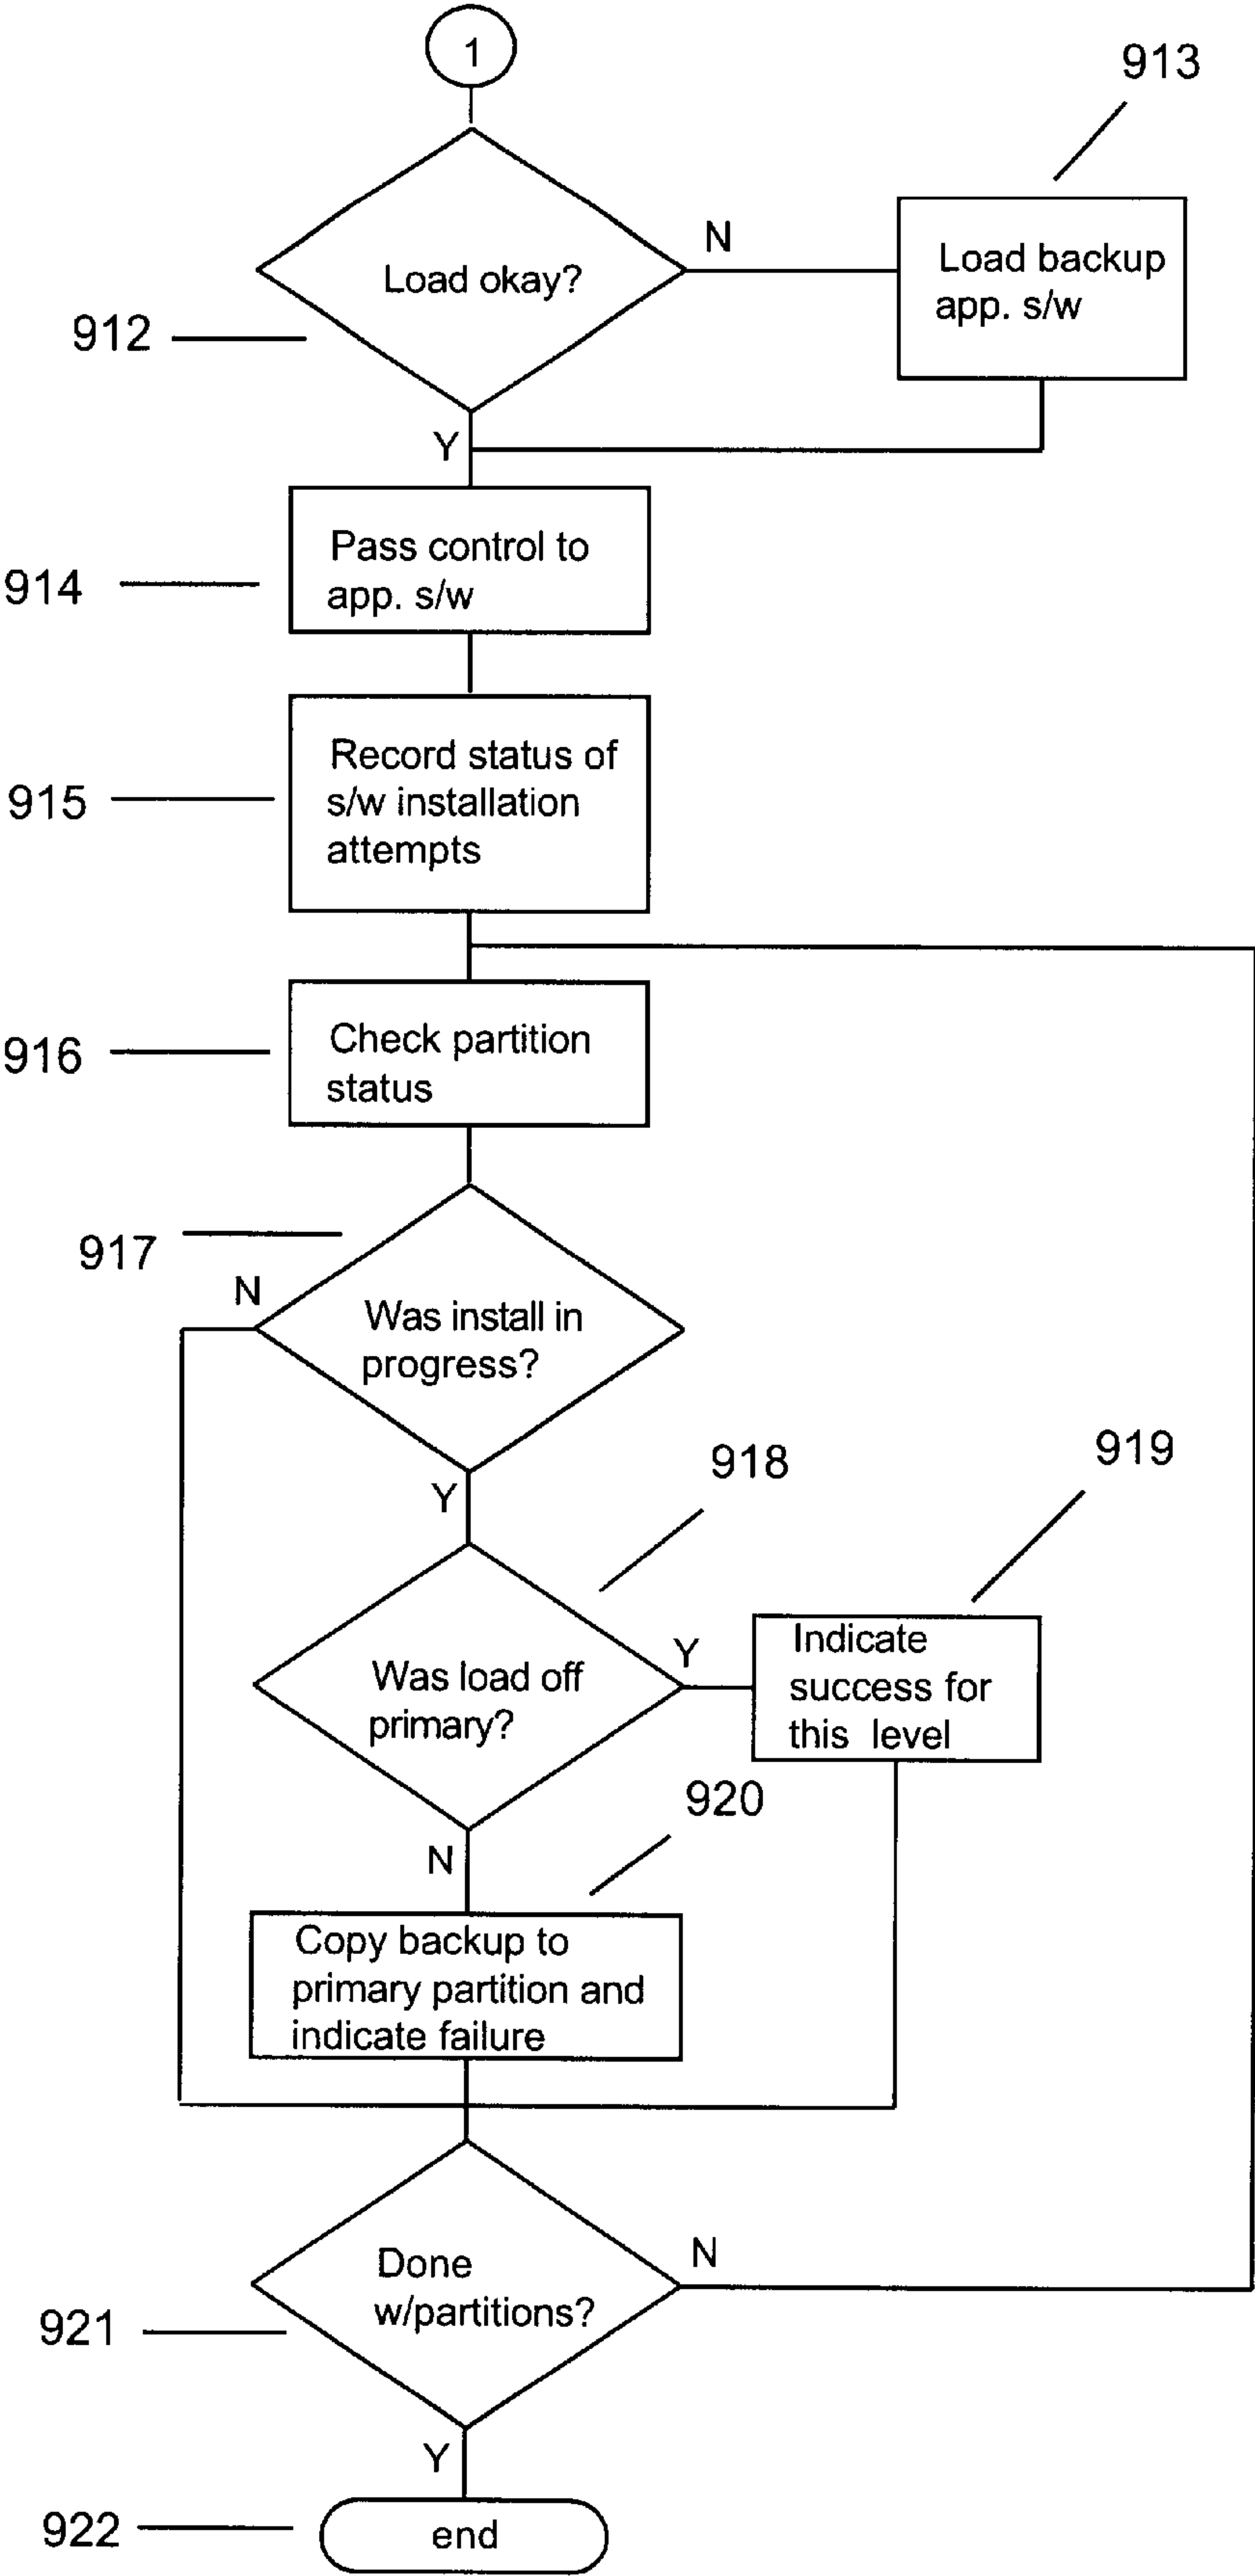 1
913
N
Load okay?
Load backup
app. s/w
912
Y
Pass control to
app. s/w
914
Record status of
s/w installation
attempts
915
Check partition
status
916
917
N
Was install in
progress?
Y
918
919
Was load off
primary?
Y
Indicate
success for
this level
920
N
Copy backup to
primary partition and
indicate failure
Done
w/partitions?
N
921
Y
922
end